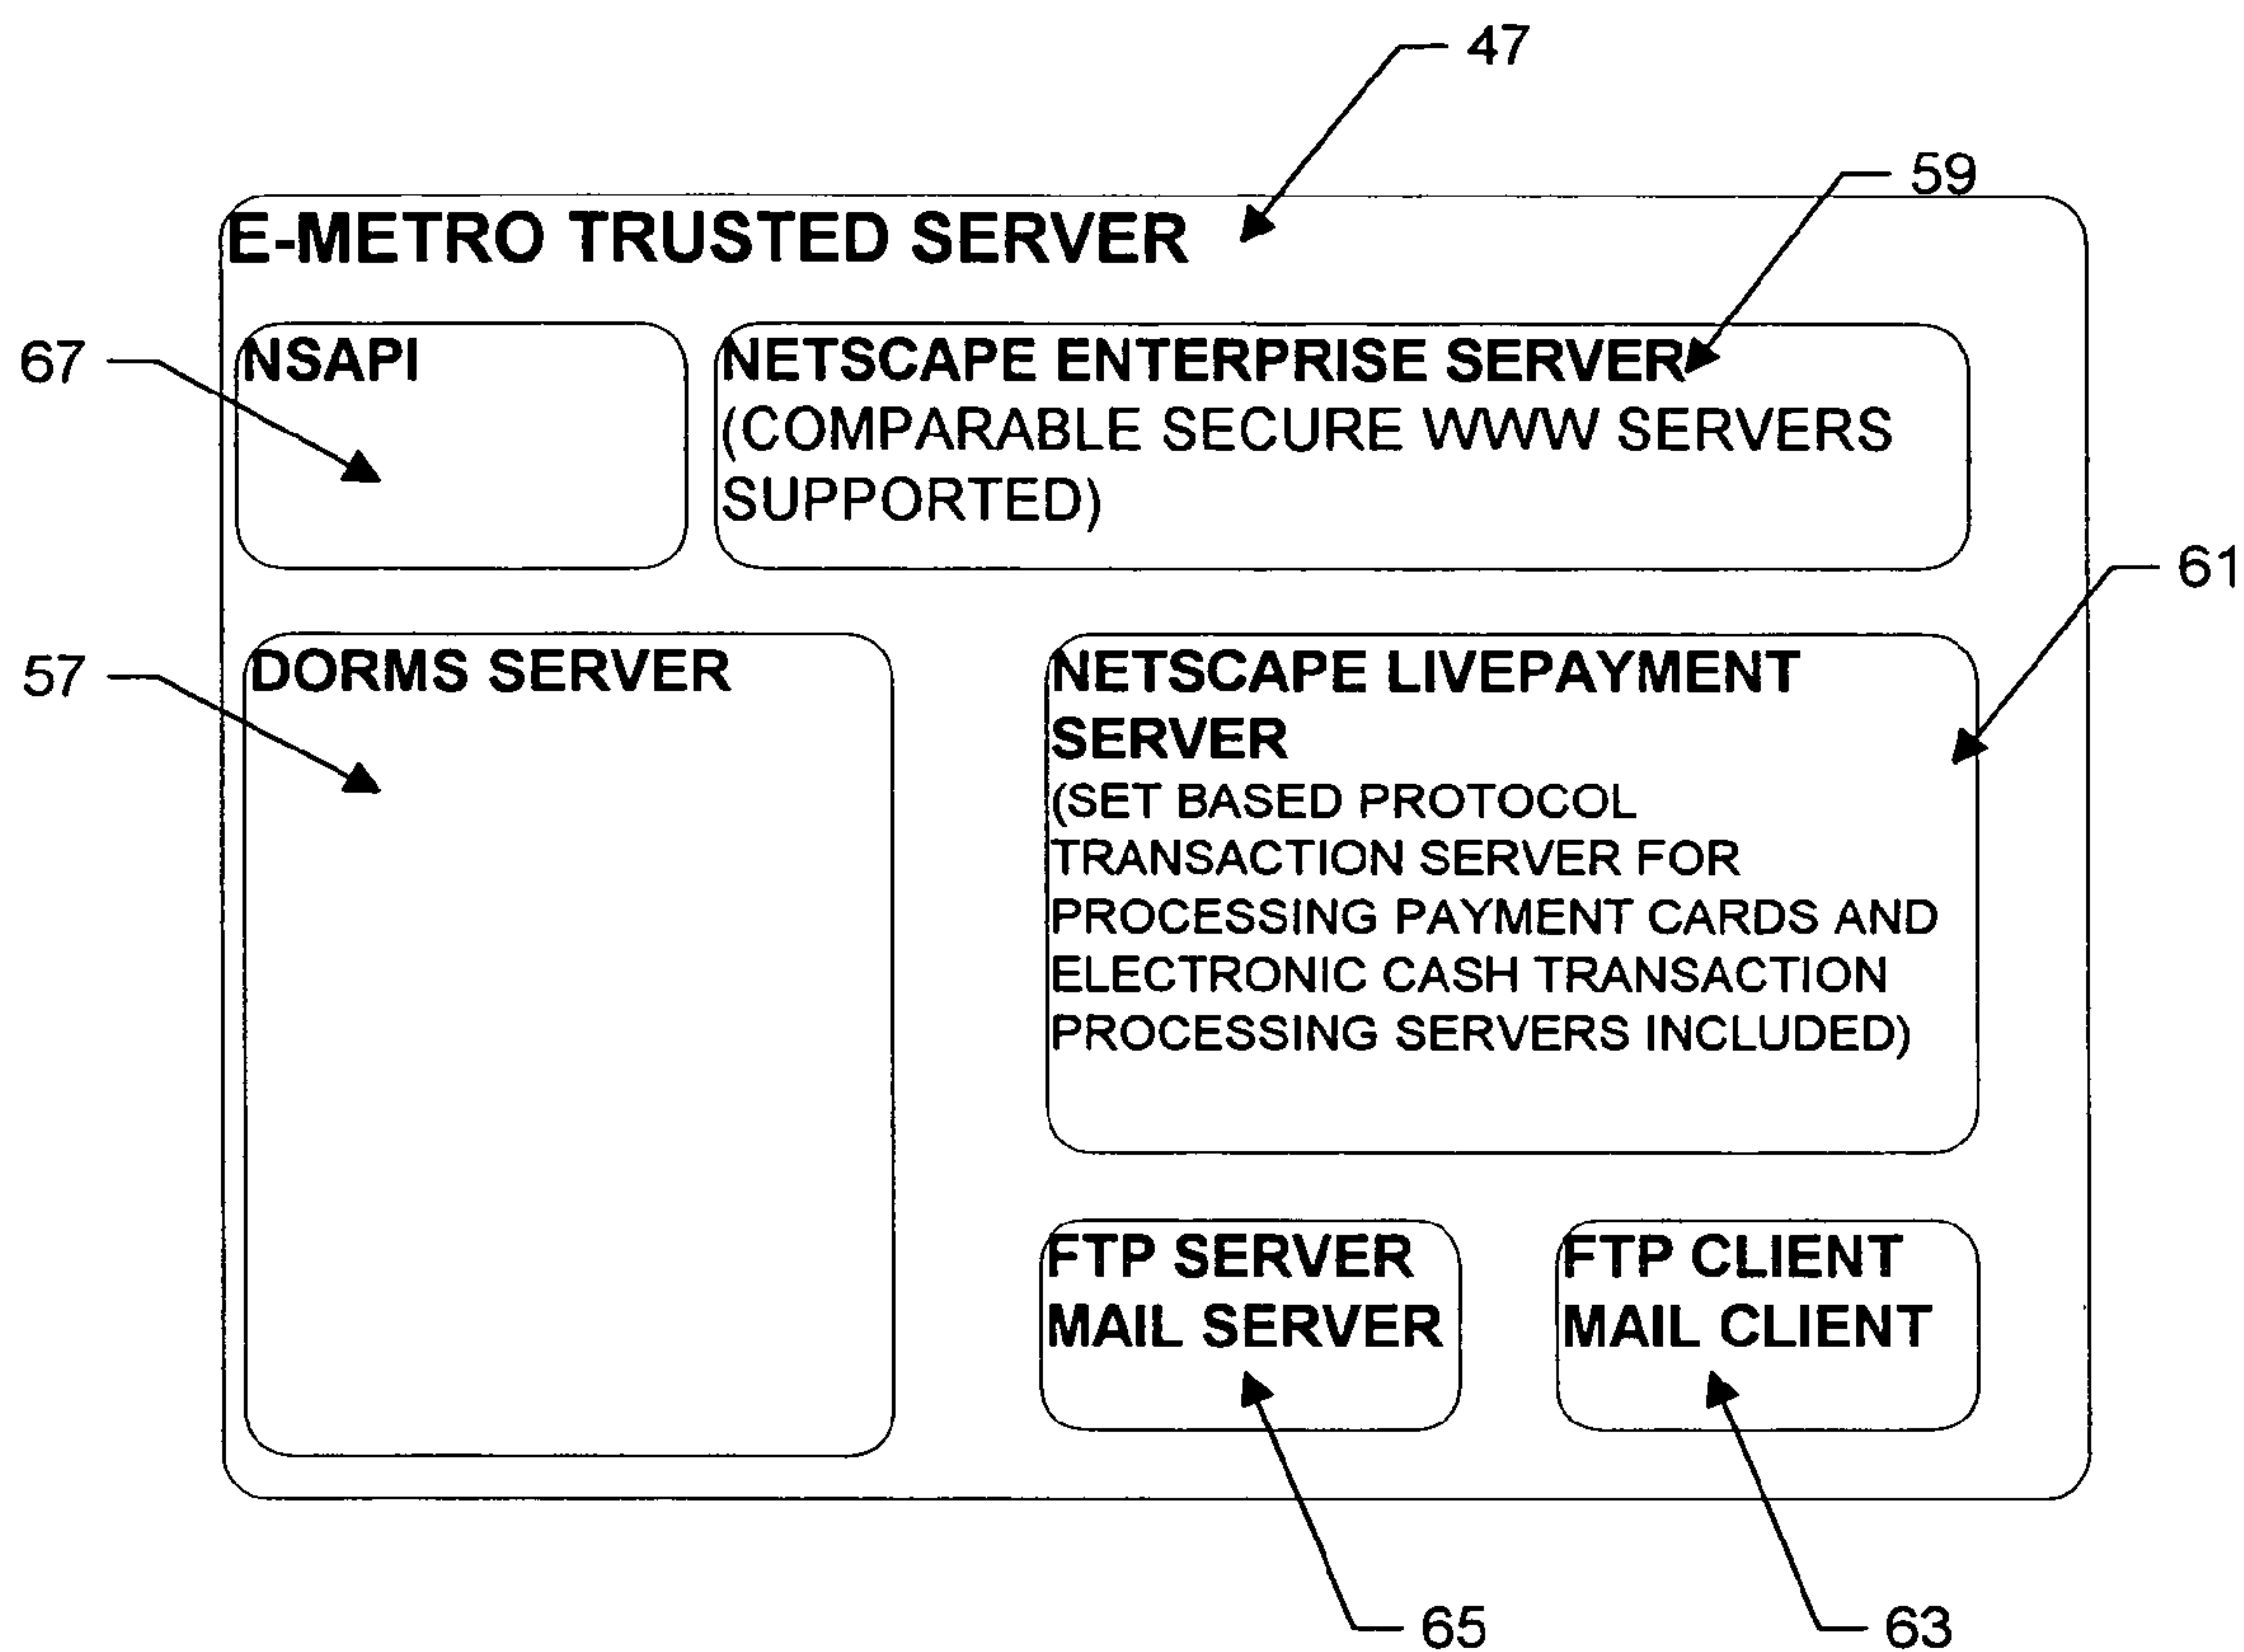 47
59
E-METRO TRUSTED SERVER
67
NSAPI
NETSCAPE ENTERPRISE SERVER
(COMPARABLE SECURE WWW SERVERS
SUPPORTED)
61
57
DORMS SERVER
NETSCAPE LIVEPAYMENT
SERVER
(SET BASED PROTOCOL
TRANSACTION SERVER FOR
PROCESSING PAYMENT CARDS AND
ELECTRONIC CASH TRANSACTION
PROCESSING SERVERS INCLUDED)
FTP SERVER
MAIL SERVER
FTP CLIENT
MAIL CLIENT
65
63